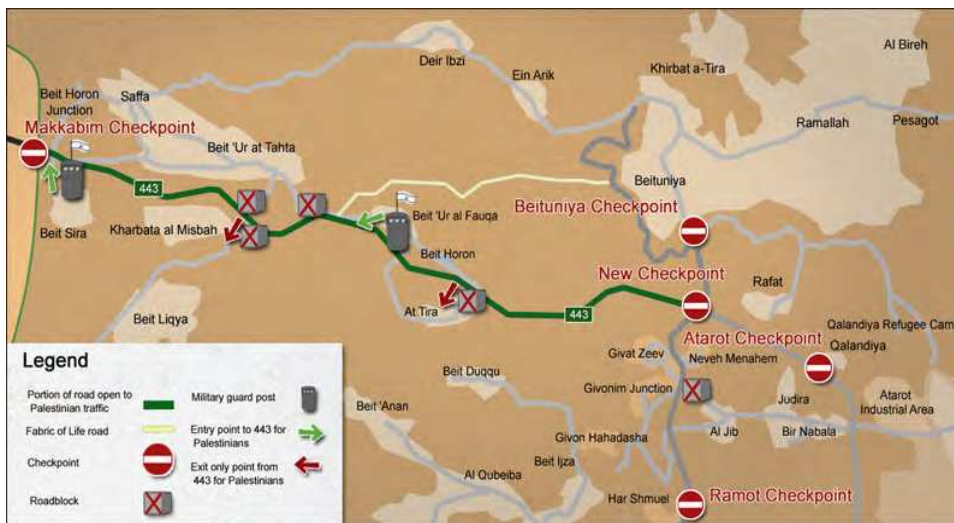 Al Bireh
Deir Ibzi
Ein Arik
Khirbat a-Tira
Beit Horon
Junction
Saffa
Makkabim Checkpoint
Ramallah
Pesagot
Beit 'Ur at Tahta
443
Beituniya
Beituniya Checkpoint
Beit Sira
Kharbata al Misbah
Beit 'Ur al Fauqa
Beit Horon
New Checkpoint
Rafat
At Tira
443
Beit Liqya
Qalandiya Refugee Cam
Atarot Checkpoint
Qalandiya
Givat Zeev
Neveh Menahem
Beit Duqqu
Givonim Junction
Judira
Atarot
Industrial Area
Beit 'Anan
Al Jib
Bir Nabala
Givon Hahadasha
Beit Ijza
Al Qubeiba
Har Shmuel
Ramot Checkpoint
Legend
Portion of road open to
Palestinian traffic
Military guard post
Fabric of Life road
Entry point to 443 for
Palestinians
Checkpoint
Exit only point from
443 for Palestinians
Roadblock